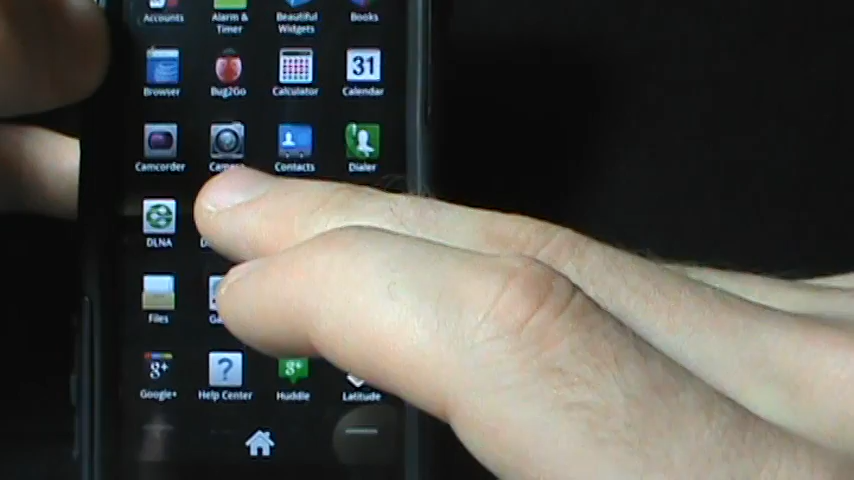 Accounts
Alarm &
Timer
Beautiful
Widgets
Books
Browser
Bug2Go
Calculator
31
Calendar
Camcorder
Camera
Contacts
Dialer
DLNA
Files
g+
Google+
?
Help Center
g+
Huddle
Latitude